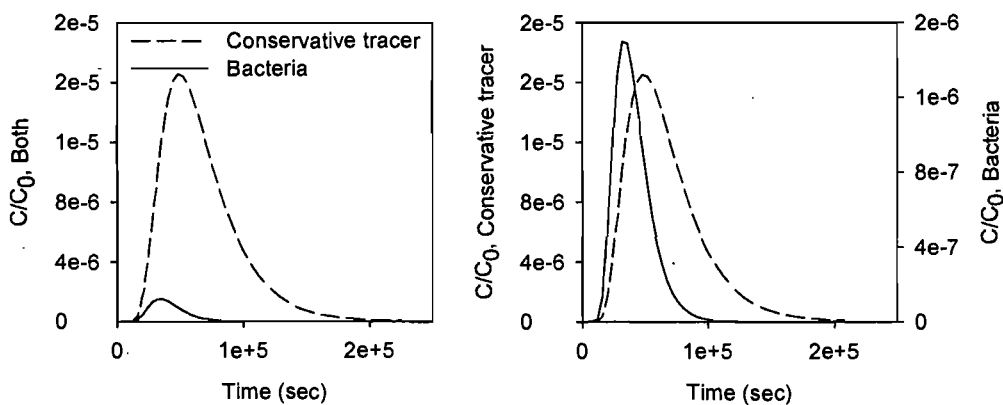 2e-5
2e-5
1e-5
8e-6
4e-6
0
C/C0, Both
Conservative tracer
Bacteria
0
1e+5
2e+5
Time (sec)
2e-5
2e-5
1e-5
8e-6
4e-6
0
C/C0, Conservative tracer
2e-6
1e-6
8e-7
4e-7
0
C/C0, Bacteria
0
1e+5
2e+5
Time (sec)